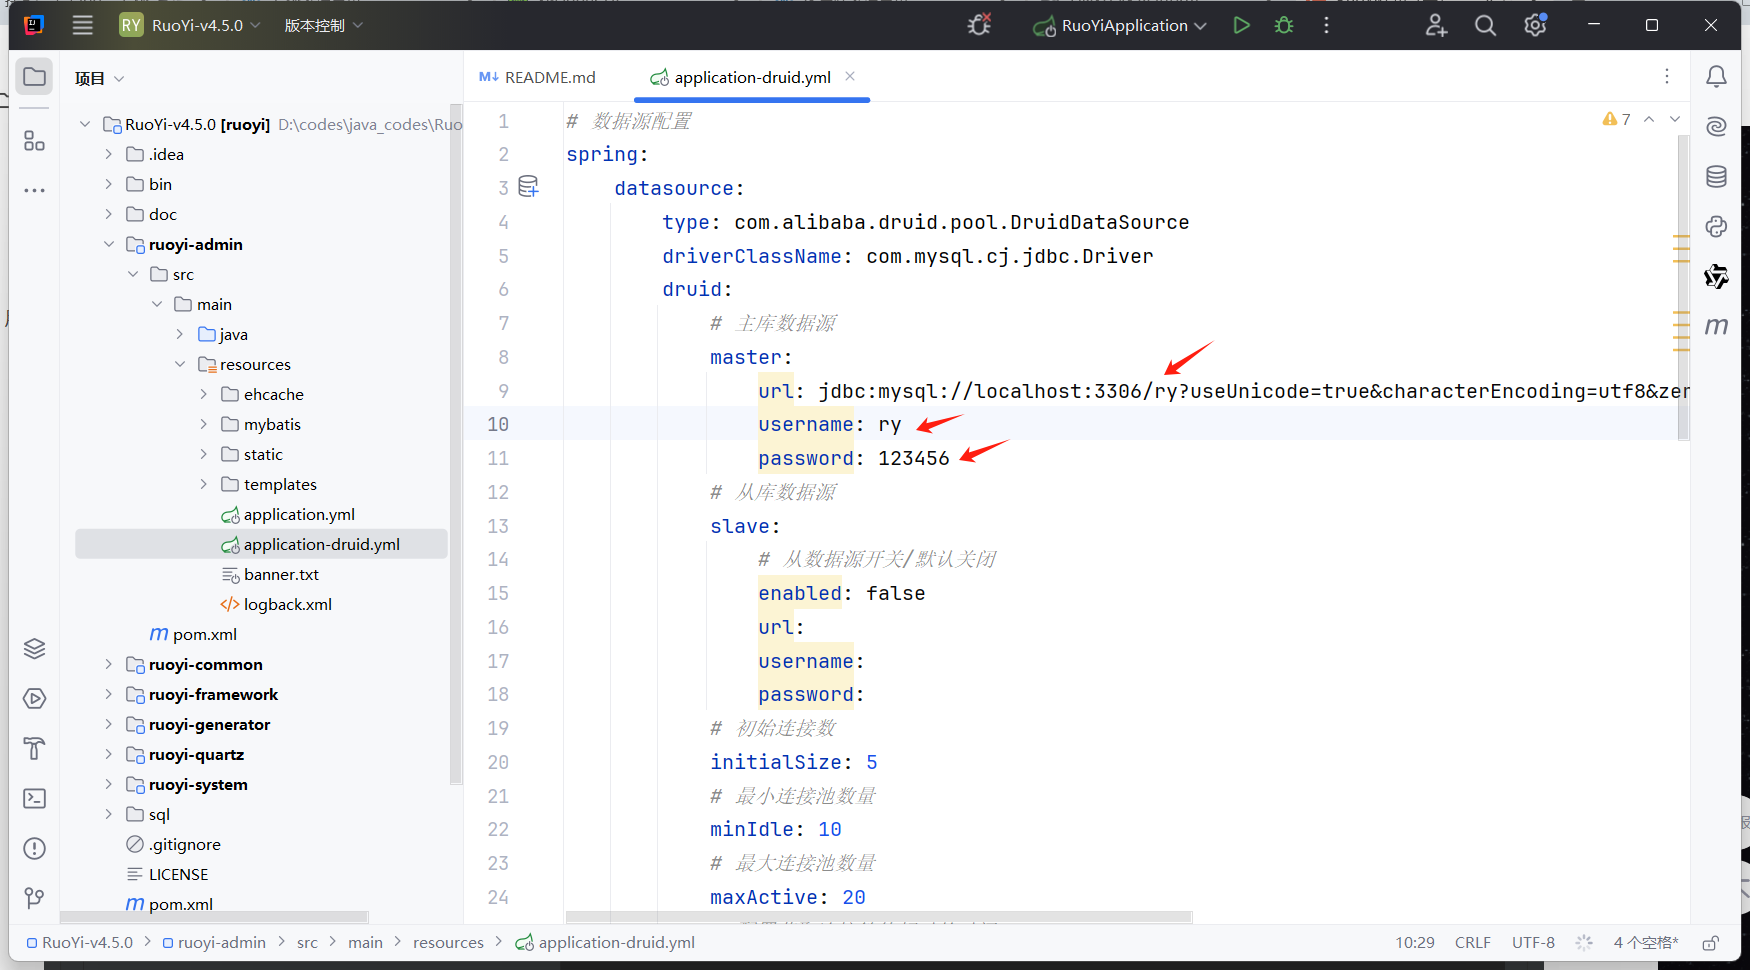 RY RuoYi-v4.5.0 版本控制 RuoYiApplication
项目
RuoYi-v4.5.0 [ruoyi] D:\codes\java_codes\Ruo
.idea
bin
doc
ruoyi-admin
src
main
java
resources
ehcache
mybatis
static
templates
application.yml
application-druid.yml
banner.txt
logback.xml
pom.xml
ruoyi-common
ruoyi-framework
ruoyi-generator
ruoyi-quartz
ruoyi-system
sql
.gitignore
LICENSE
pom.xml
README.md application-druid.yml
7
1 # 数据源配置
2 spring:
3 datasource:
4 type: com.alibaba.druid.pool.DruidDataSource
5 driverClassName: com.mysql.cj.jdbc.Driver
6 druid:
7 # 主库数据源
8 master:
9 url: jdbc:mysql://localhost:3306/ry?useUnicode=true&characterEncoding=utf8&zer
10 username: ry
11 password: 123456
12 # 从库数据源
13 slave:
14 # 从数据源开关/默认关闭
15 enabled: false
16 url:
17 username:
18 password:
19 # 初始连接数
20 initialSize: 5
21 # 最小连接池数量
22 minIdle: 10
23 # 最大连接池数量
24 maxActive: 20
RuoYi-v4.5.0 > ruoyi-admin > src > main > resources > application-druid.yml
10:29 CRLF UTF-8 4 个空格*